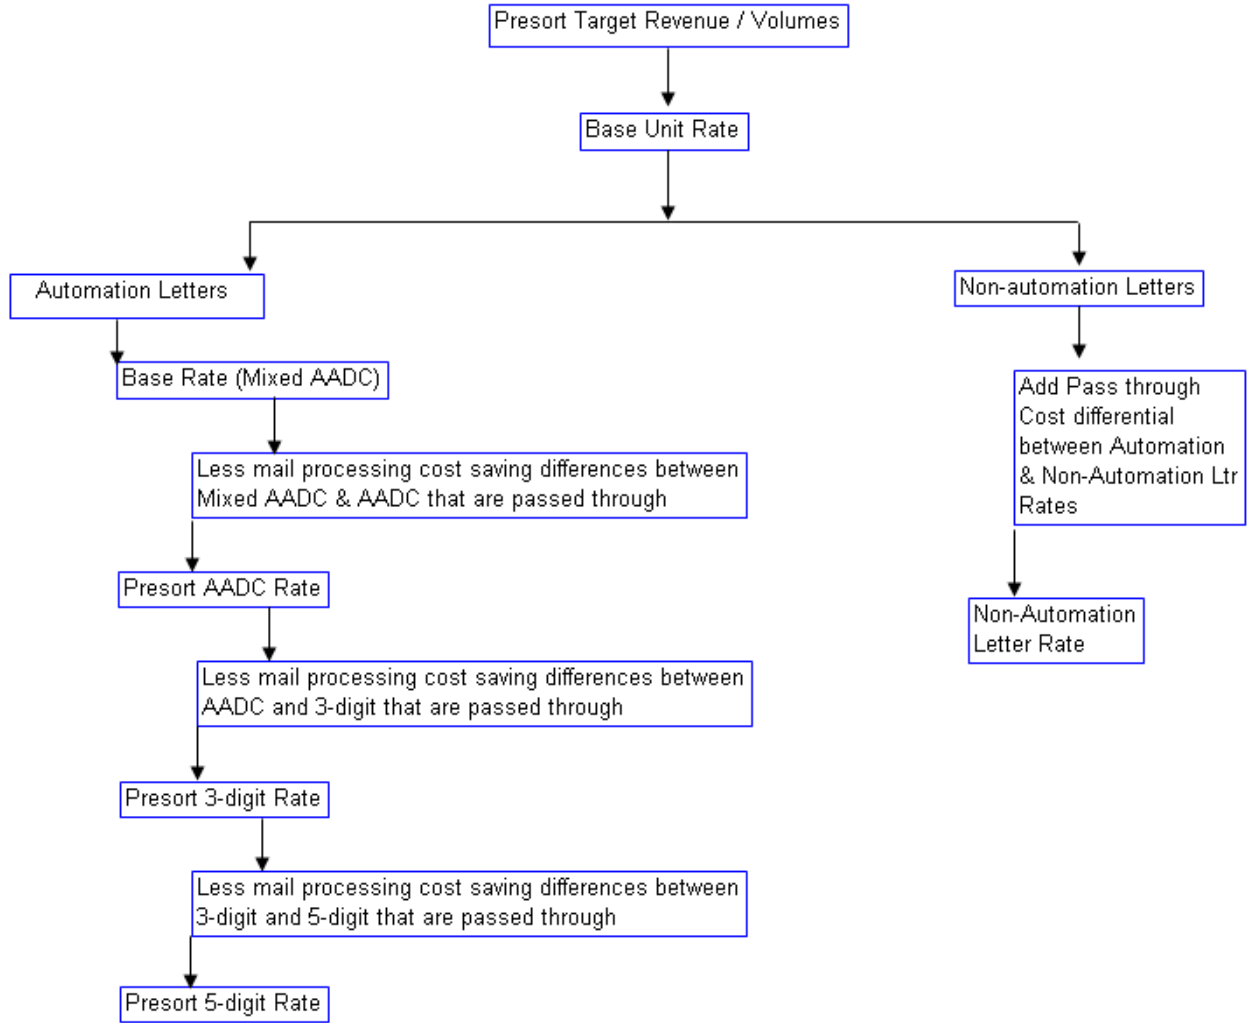 Presort Target Revenue / Volumes
Base Unit Rate
Automation Letters
Non-automation Letters
Base Rate (Mixed AADC)
Add Pass through
Cost differential
between Automation
& Non-Automation Ltr
Rates
Less mail processing cost saving differences between
Mixed AADC & AADC that are passed through
Presort AADC Rate
Non-Automation
Letter Rate
Less mail processing cost saving differences between
AADC and 3-digit that are passed through
Presort 3-digit Rate
Less mail processing cost saving differences between
3-digit and 5-digit that are passed through
Presort 5-digit Rate